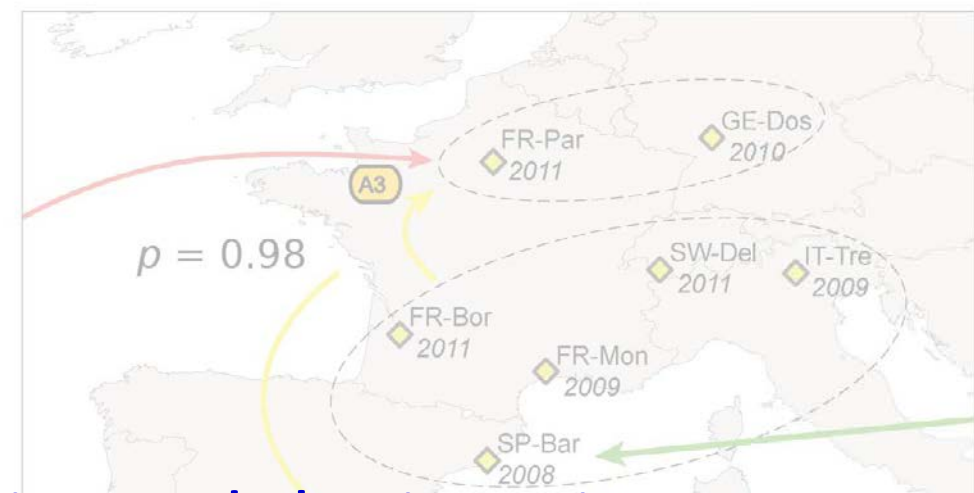 GE-Dos
2010
FR-Par
2011
A3
p = 0.98
SW-Del
2011
IT-Tre
2009
FR-Bor
2011
FR-Mon
2009
SP-Bar
2008